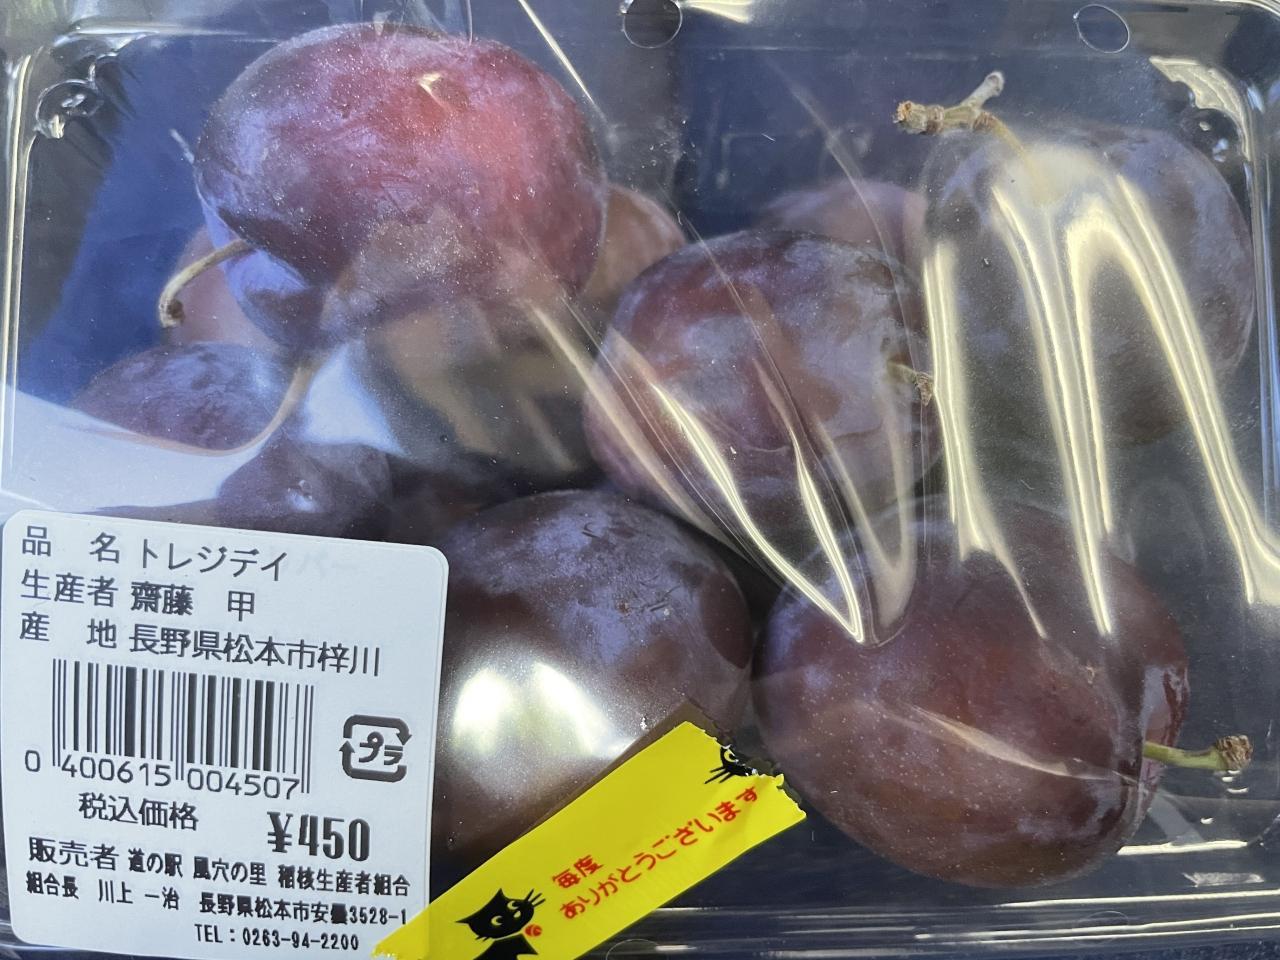 品　名 トレジデイ
生産者 齋藤　甲
産　地 長野県松本市梓川
プラ
0 400615 004507
税込価格 ¥450
販売者 道の駅 風穴の里 稲核生産者組合
組合長 川上 一治 長野県松本市安曇3528-1
TEL：0263-94-2200
毎度
ありがとうございます